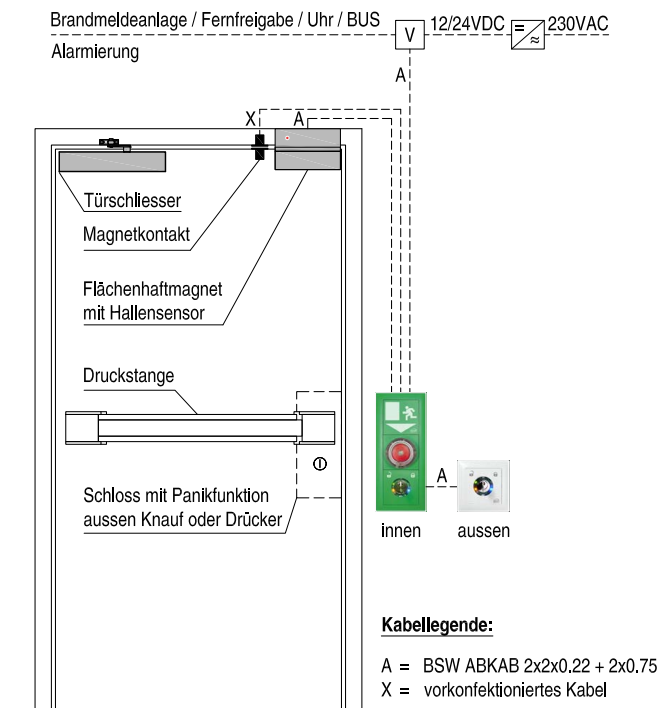 Brandmeldeanlage / Fernfreigabe / Uhr / BUS
V
12/24VDC
230VAC
Alarmierung
A
X
A
Türschliesser
Magnetkontakt
Flächenhaftmagnet
mit Hallensensor
Druckstange
A
Schloss mit Panikfunktion
aussen Knauf oder Drücker
innen
aussen
Kabellegende:
A = BSW ABKAB 2x2x0.22 + 2x0.75
X = vorkonfektioniertes Kabel